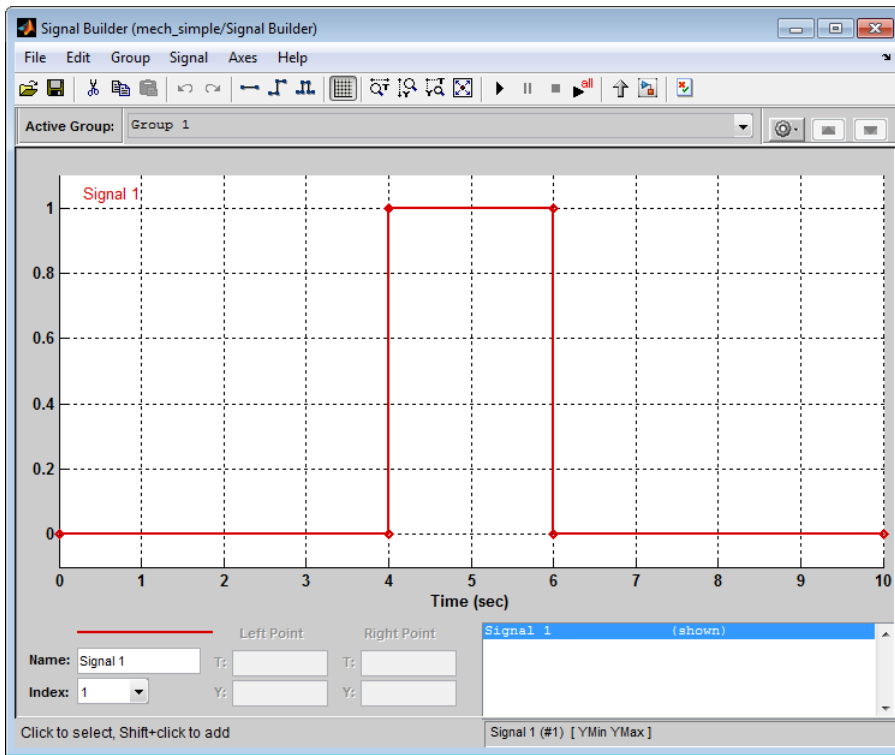 Signal Builder (mech_simple/Signal Builder)
File Edit Group Signal Axes Help
all
Active Group: Group 1
Signal 1
1
0.8
0.6
0.4
0.2
0
0 1 2 3 4 5 6 7 8 9 10
Time (sec)
Left Point Right Point
Name: Signal 1 T: T:
Index: 1 Y: Y:
Signal 1 (shown)
Click to select, Shift+click to add
Signal 1 (#1) [ YMin YMax ]